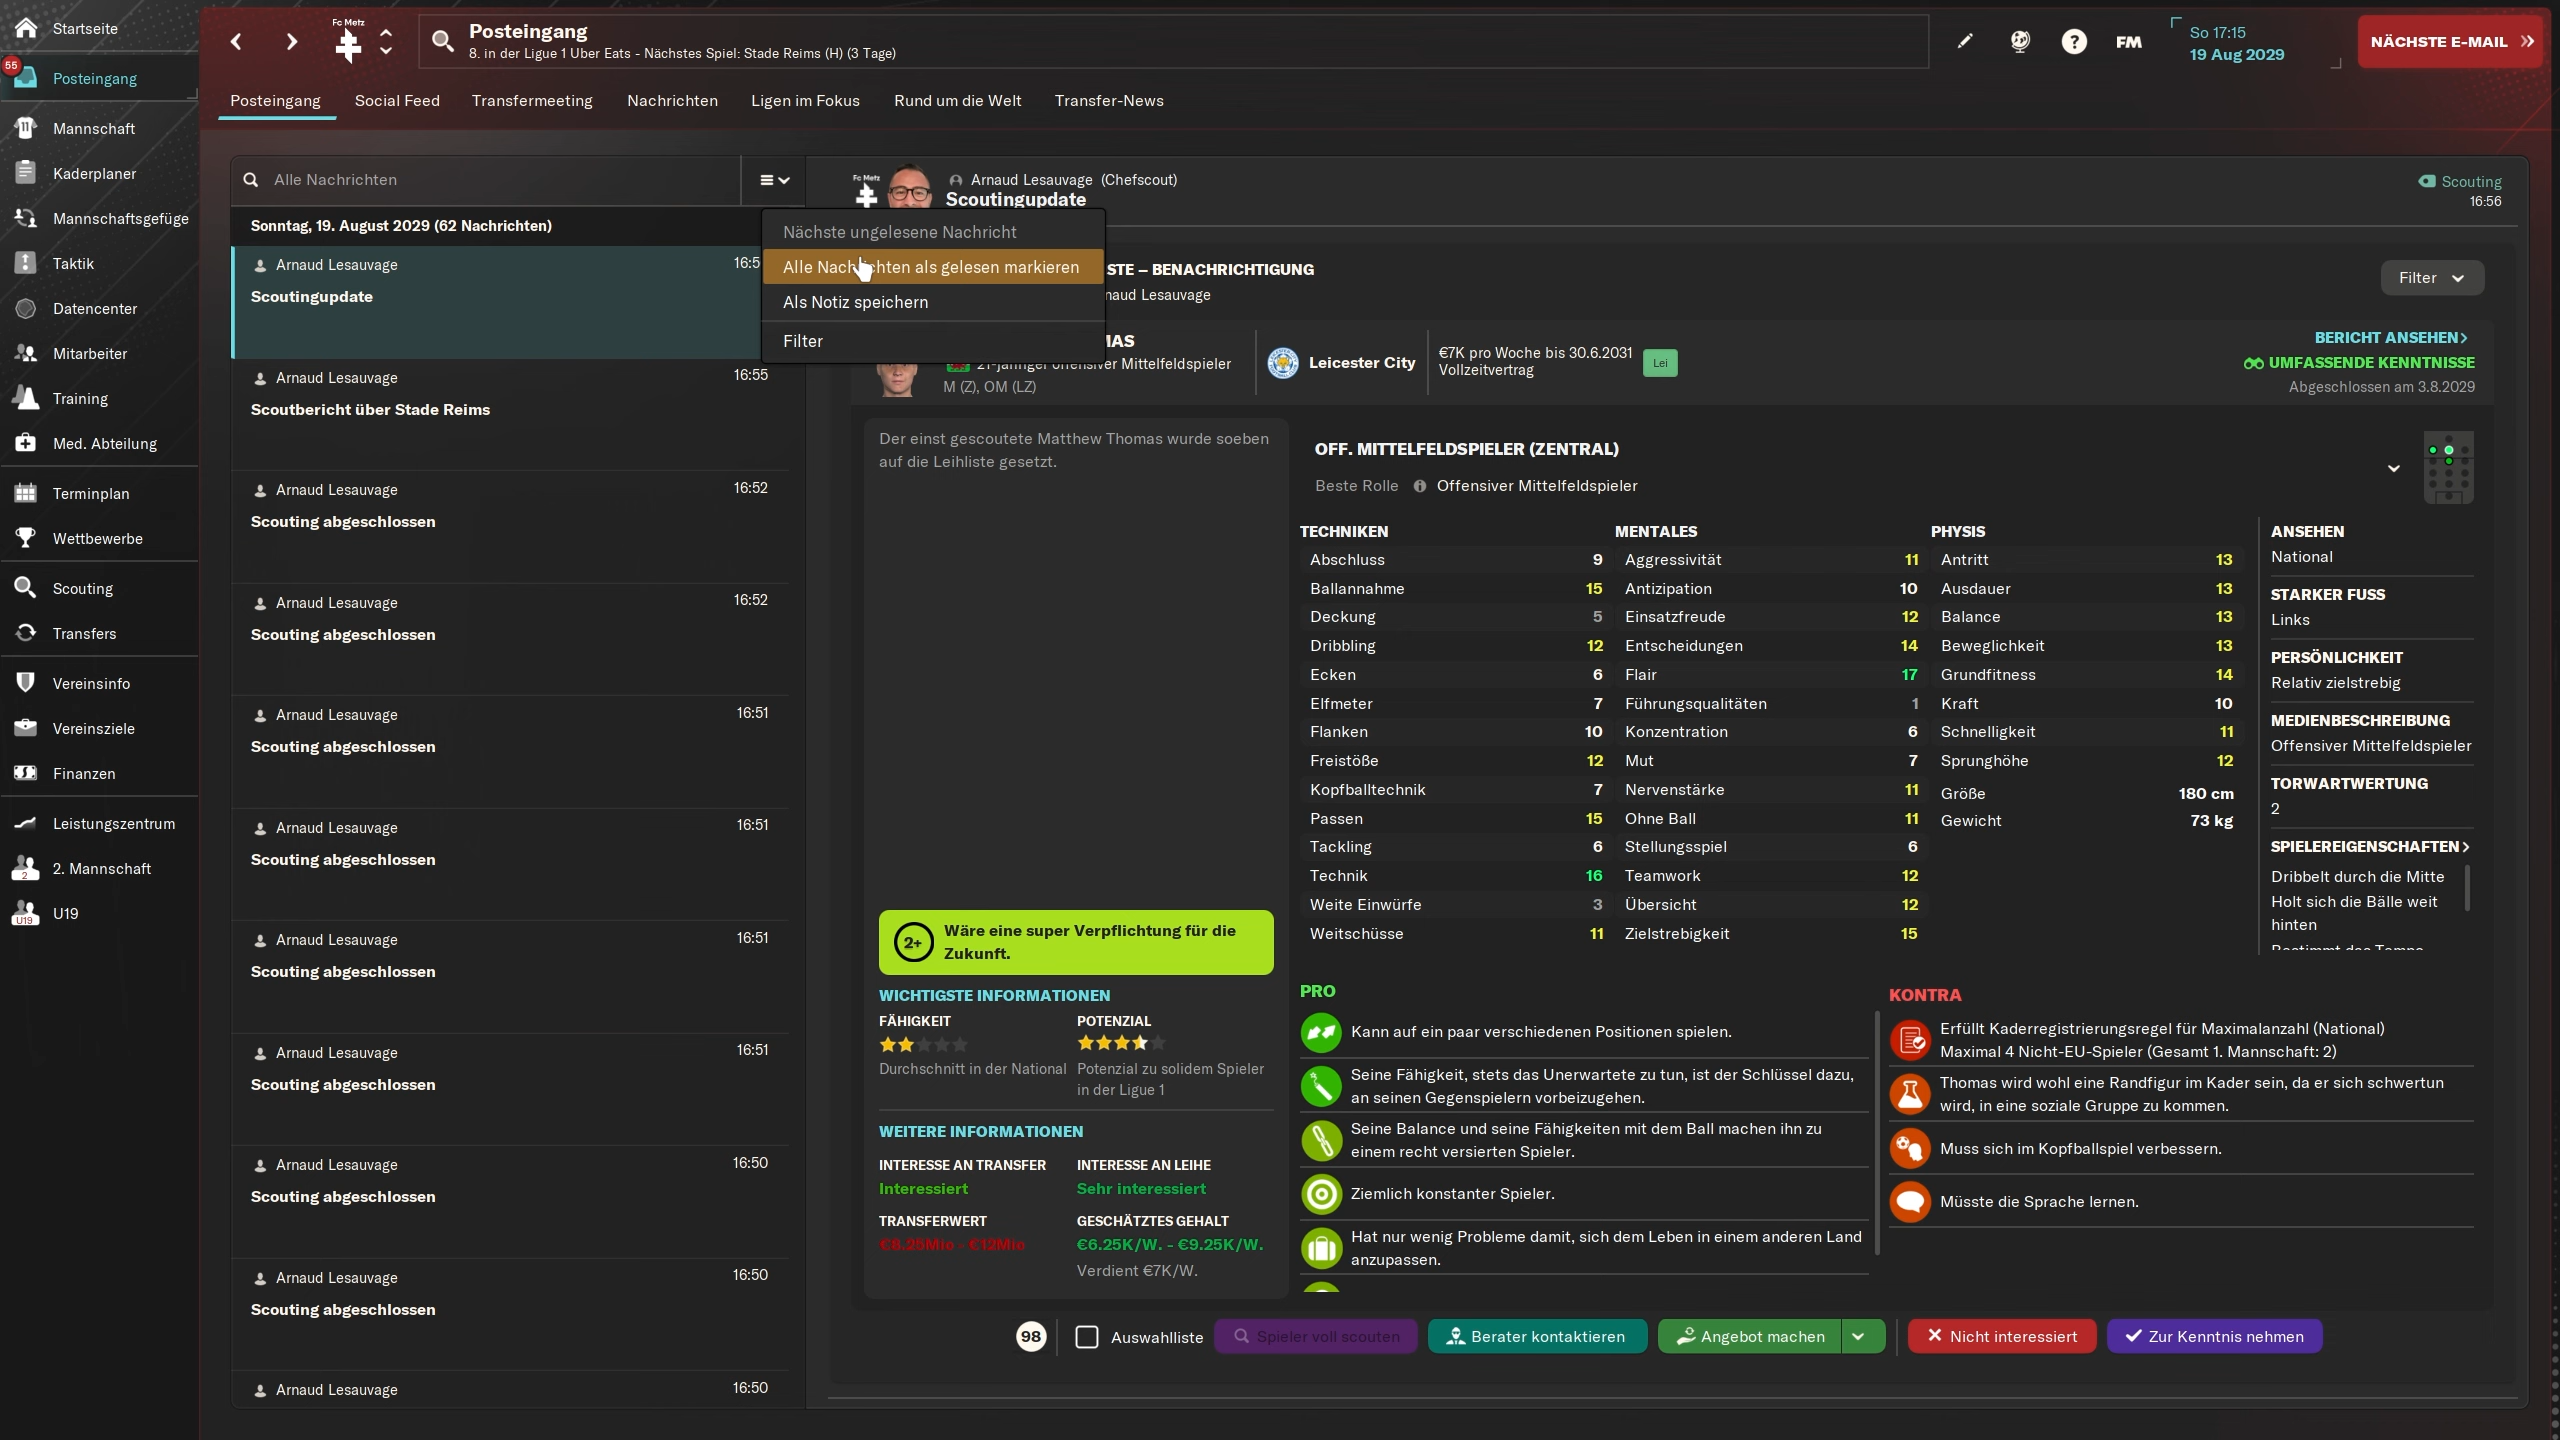 Startseite
55
Posteingang
Mannschaft
Kaderplaner
Mannschaftsgefüge
Taktik
Datencenter
Mitarbeiter
Training
Med. Abteilung
Terminplan
Wettbewerbe
Scouting
Transfers
Vereinsinfo
Vereinsziele
Finanzen
Leistungszentrum
2
2. Mannschaft
U19
U19
Fc Metz
Posteingang
8. in der Ligue 1 Uber Eats - Nächstes Spiel: Stade Reims (H) (3 Tage)
?
FM
So 17:15
19 Aug 2029
NÄCHSTE E-MAIL
Posteingang
Social Feed
Transfermeeting
Nachrichten
Ligen im Fokus
Rund um die Welt
Transfer-News
Alle Nachrichten
Sonntag, 19. August 2029 (62 Nachrichten)
Arnaud Lesauvage
16:5
Scoutingupdate
Arnaud Lesauvage
16:55
Scoutbericht über Stade Reims
Arnaud Lesauvage
16:52
Scouting abgeschlossen
Arnaud Lesauvage
16:52
Scouting abgeschlossen
Arnaud Lesauvage
16:51
Scouting abgeschlossen
Arnaud Lesauvage
16:51
Scouting abgeschlossen
Arnaud Lesauvage
16:51
Scouting abgeschlossen
Arnaud Lesauvage
16:51
Scouting abgeschlossen
Arnaud Lesauvage
16:50
Scouting abgeschlossen
Arnaud Lesauvage
16:50
Scouting abgeschlossen
Arnaud Lesauvage
16:50
Nächste ungelesene Nachricht
Alle Nachrichten als gelesen markieren
Als Notiz speichern
Filter
Fc Metz
Arnaud Lesauvage (Chefscout)
Scoutingupdate
Scouting
16:56
STE – BENACHRICHTIGUNG
naud Lesauvage
Filter
MAS
21-jähriger offensiver Mittelfeldspieler
M (Z), OM (LZ)
Leicester City
€7K pro Woche bis 30.6.2031
Vollzeitvertrag
Lei
BERICHT ANSEHEN
UMFASSENDE KENNTNISSE
Abgeschlossen am 3.8.2029
Der einst gescoutete Matthew Thomas wurde soeben
auf die Leihliste gesetzt.
2+
Wäre eine super Verpflichtung für die
Zukunft.
WICHTIGSTE INFORMATIONEN
FÄHIGKEIT
Durchschnitt in der National
POTENZIAL
Potenzial zu solidem Spieler
in der Ligue 1
WEITERE INFORMATIONEN
INTERESSE AN TRANSFER
Interessiert
INTERESSE AN LEIHE
Sehr interessiert
TRANSFERWERT
€8.25Mio - €12Mio
GESCHÄTZTES GEHALT
€6.25K/W. - €9.25K/W.
Verdient €7K/W.
OFF. MITTELFELDSPIELER (ZENTRAL)
Beste Rolle
Offensiver Mittelfeldspieler
TECHNIKEN
Abschluss 9
Ballannahme 15
Deckung 5
Dribbling 12
Ecken 6
Elfmeter 7
Flanken 10
Freistöße 12
Kopfballtechnik 7
Passen 15
Tackling 6
Technik 16
Weite Einwürfe 3
Weitschüsse 11
MENTALES
Aggressivität 11
Antizipation 10
Einsatzfreude 12
Entscheidungen 14
Flair 17
Führungsqualitäten 1
Konzentration 6
Mut 7
Nervenstärke 11
Ohne Ball 11
Stellungsspiel 6
Teamwork 12
Übersicht 12
Zielstrebigkeit 15
PHYSIS
Antritt 13
Ausdauer 13
Balance 13
Beweglichkeit 13
Grundfitness 14
Kraft 10
Schnelligkeit 11
Sprunghöhe 12
Größe 180 cm
Gewicht 73 kg
ANSEHEN
National
STARKER FUSS
Links
PERSÖNLICHKEIT
Relativ zielstrebig
MEDIENBESCHREIBUNG
Offensiver Mittelfeldspieler
TORWARTWERTUNG
2
SPIELEREIGENSCHAFTEN
Dribbelt durch die Mitte
Holt sich die Bälle weit
hinten
Bestimmt das Tempo
PRO
Kann auf ein paar verschiedenen Positionen spielen.
Seine Fähigkeit, stets das Unerwartete zu tun, ist der Schlüssel dazu,
an seinen Gegenspielern vorbeizugehen.
Seine Balance und seine Fähigkeiten mit dem Ball machen ihn zu
einem recht versierten Spieler.
Ziemlich konstanter Spieler.
Hat nur wenig Probleme damit, sich dem Leben in einem anderen Land
anzupassen.
KONTRA
Erfüllt Kaderregistrierungsregel für Maximalanzahl (National)
Maximal 4 Nicht-EU-Spieler (Gesamt 1. Mannschaft: 2)
Thomas wird wohl eine Randfigur im Kader sein, da er sich schwertun
wird, in eine soziale Gruppe zu kommen.
Muss sich im Kopfballspiel verbessern.
Müsste die Sprache lernen.
98
Auswahlliste
Spieler voll scouten
Berater kontaktieren
Angebot machen
Nicht interessiert
Zur Kenntnis nehmen